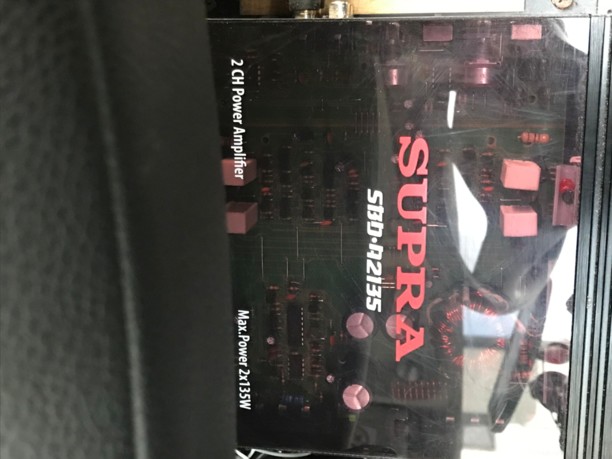 SUPRA
SBD-A2135
2 CH Power Amplifier
Max.Power 2x135W